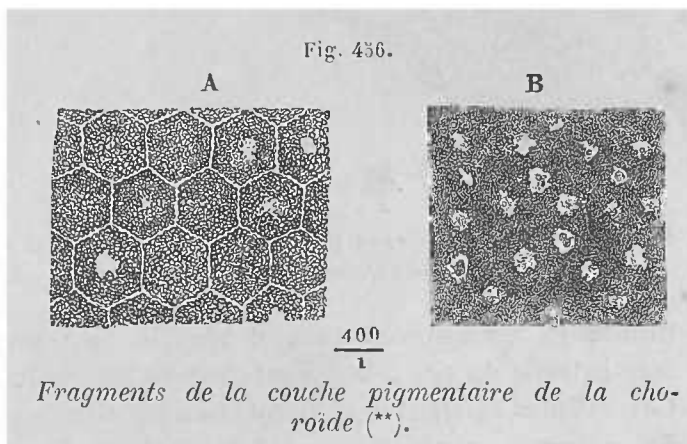 Fig. 456.
A B
400
1
Fragments de la couche pigmentaire de la cho-
roïde (**).